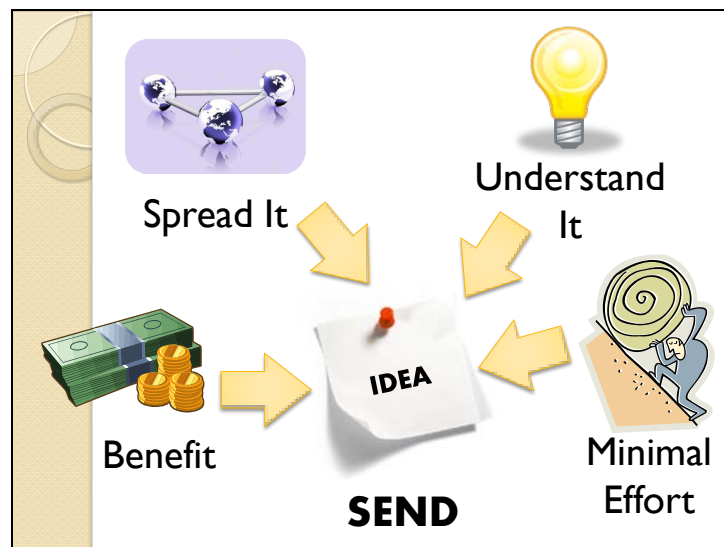 Spread It
Understand
It
IDEA
Benefit
Minimal
Effort
SEND